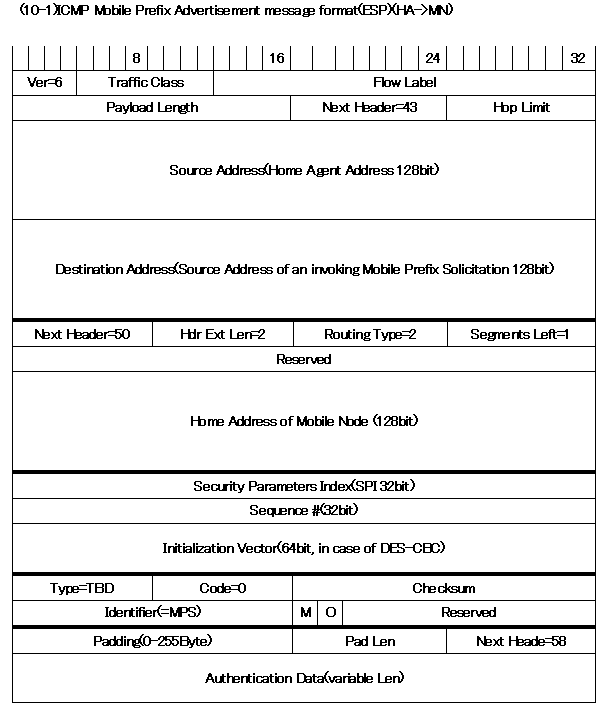 (10-1)ICMP Mobile Prefix Advertisement message format(ESP)(HA->MN)
8 16 24 32
Ver=6 Traffic Class Flow Label
Payload Length Next Header=43 Hop Limit
Source Address(Home Agent Address 128bit)
Destination Address(Source Address of an invoking Mobile Prefix Solicitation 128bit)
Next Header=50 Hdr Ext Len=2 Routing Type=2 Segments Left=1
Reserved
Home Address of Mobile Node (128bit)
Security Parameters Index(SPI 32bit)
Sequence #(32bit)
Initialization Vector(64bit, in case of DES-CBC)
Type=TBD Code=0 Checksum
Identifier(=MPS) M O Reserved
Padding(0-255Byte) Pad Len Next Heade=58
Authentication Data(variable Len)